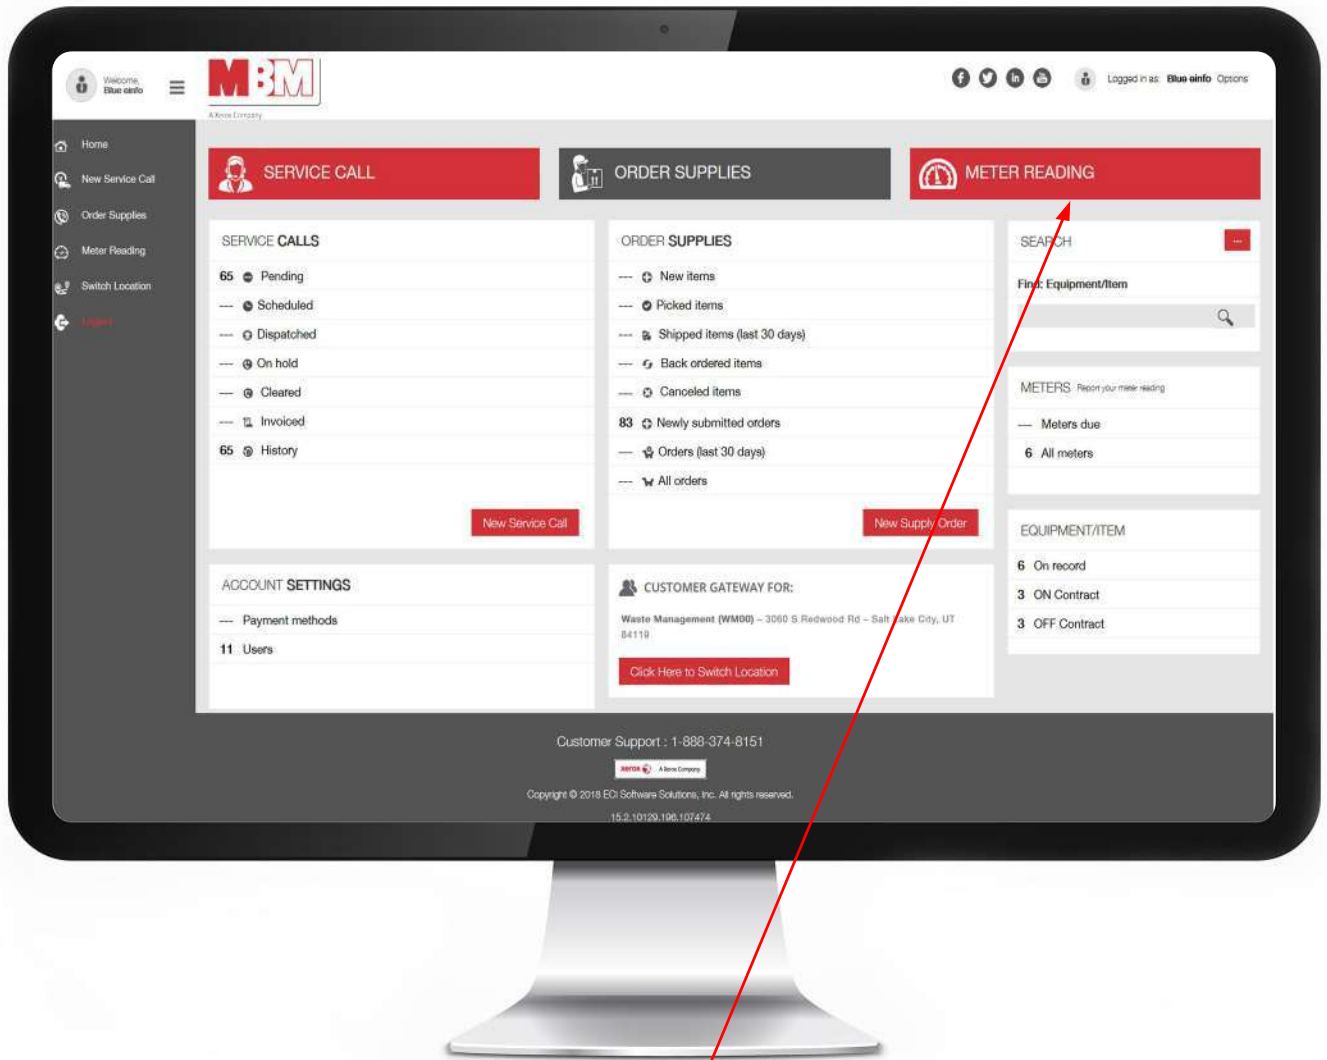 Welcome,
Blue einfo
MBM
A Xerox Company
Logged in as: Blue einfo Options
Home
New Service Call
Order Supplies
Meter Reading
Switch Location
Logout
SERVICE CALL
ORDER SUPPLIES
METER READING
SERVICE CALLS
65 Pending
--- Scheduled
--- Dispatched
--- On hold
--- Cleared
--- Invoiced
65 History
New Service Call
ORDER SUPPLIES
--- New items
--- Picked items
--- Shipped items (last 30 days)
--- Back ordered items
--- Canceled items
83 Newly submitted orders
--- Orders (last 30 days)
--- All orders
New Supply Order
SEARCH
...
Find: Equipment/Item
METERS Report your meter reading
--- Meters due
6 All meters
EQUIPMENT/ITEM
6 On record
3 ON Contract
3 OFF Contract
ACCOUNT SETTINGS
--- Payment methods
11 Users
CUSTOMER GATEWAY FOR:
Waste Management (WM00) – 3060 S Redwood Rd – Salt Lake City, UT
84119
Click Here to Switch Location
Customer Support : 1-888-374-8151
xerox A Xerox Company
Copyright © 2018 ECi Software Solutions, Inc. All rights reserved.
15.2.10129.196.107474